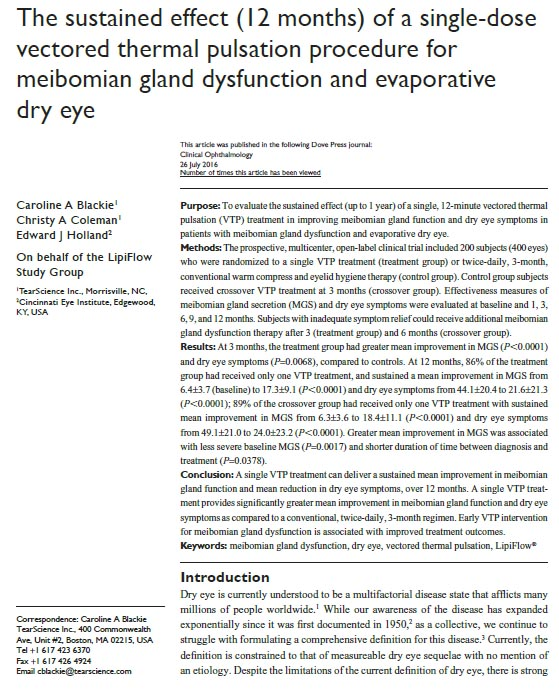 The sustained effect (12 months) of a single-dose
vectored thermal pulsation procedure for
meibomian gland dysfunction and evaporative
dry eye
This article was published in the following Dove Press journal:
Clinical Ophthalmology
26 July 2016
Number of times this article has been viewed
Caroline A Blackie¹
Christy A Coleman¹
Edward J Holland²
On behalf of the LipiFlow
Study Group
¹TearScience Inc., Morrisville, NC,
²Cincinnati Eye Institute, Edgewood,
KY, USA
Purpose: To evaluate the sustained effect (up to 1 year) of a single, 12-minute vectored thermal
pulsation (VTP) treatment in improving meibomian gland function and dry eye symptoms in
patients with meibomian gland dysfunction and evaporative dry eye.
Methods: The prospective, multicenter, open-label clinical trial included 200 subjects (400 eyes)
who were randomized to a single VTP treatment (treatment group) or twice-daily, 3-month,
conventional warm compress and eyelid hygiene therapy (control group). Control group subjects
received crossover VTP treatment at 3 months (crossover group). Effectiveness measures of
meibomian gland secretion (MGS) and dry eye symptoms were evaluated at baseline and 1, 3,
6, 9, and 12 months. Subjects with inadequate symptom relief could receive additional meibomian
gland dysfunction therapy after 3 (treatment group) and 6 months (crossover group).
Results: At 3 months, the treatment group had greater mean improvement in MGS (P<0.0001)
and dry eye symptoms (P=0.0068), compared to controls. At 12 months, 86% of the treatment
group had received only one VTP treatment, and sustained a mean improvement in MGS from
6.4±3.7 (baseline) to 17.3±9.1 (P<0.0001) and dry eye symptoms from 44.1±20.4 to 21.6±21.3
(P<0.0001); 89% of the crossover group had received only one VTP treatment with sustained
mean improvement in MGS from 6.3±3.6 to 18.4±11.1 (P<0.0001) and dry eye symptoms
from 49.1±21.0 to 24.0±23.2 (P<0.0001). Greater mean improvement in MGS was associated
with less severe baseline MGS (P=0.0017) and shorter duration of time between diagnosis and
treatment (P=0.0378).
Conclusion: A single VTP treatment can deliver a sustained mean improvement in meibomian
gland function and mean reduction in dry eye symptoms, over 12 months. A single VTP treat-
ment provides significantly greater mean improvement in meibomian gland function and dry eye
symptoms as compared to a conventional, twice-daily, 3-month regimen. Early VTP intervention
for meibomian gland dysfunction is associated with improved treatment outcomes.
Keywords: meibomian gland dysfunction, dry eye, vectored thermal pulsation, LipiFlow®
Introduction
Dry eye is currently understood to be a multifactorial disease state that afflicts many
millions of people worldwide.¹ While our awareness of the disease has expanded
exponentially since it was first documented in 1950,² as a collective, we continue to
struggle with formulating a comprehensive definition for this disease.³ Currently, the
definition is constrained to that of measureable dry eye sequelae with no mention of
an etiology. Despite the limitations of the current definition of dry eye, there is strong
Correspondence: Caroline A Blackie
TearScience Inc., 400 Commonwealth
Ave, Unit #2, Boston, MA 02215, USA
Tel +1 617 423 6370
Fax +1 617 426 4924
Email cblackie@tearscience.com